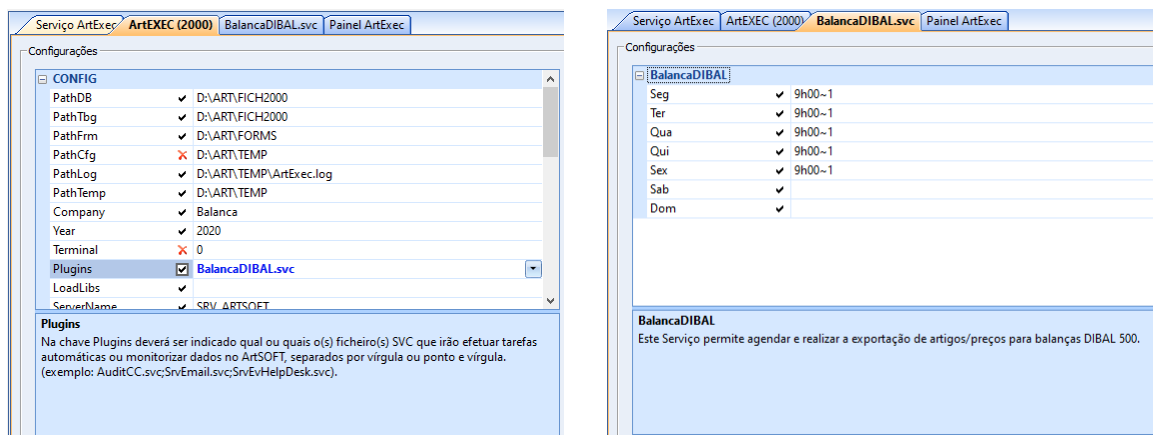 Serviço ArtExec ArtEXEC (2000) BalancaDIBAL.svc Painel ArtExec
Configurações
CONFIG
PathDB D:\ART\FICH2000
PathTbg D:\ART\FICH2000
PathFrm D:\ART\FORMS
PathCfg D:\ART\TEMP
PathLog D:\ART\TEMP\ArtExec.log
PathTemp D:\ART\TEMP
Company Balanca
Year 2020
Terminal 0
Plugins BalancaDIBAL.svc
LoadLibs
ServerName SRV_ARTSOFT
Plugins
Na chave Plugins deverá ser indicado qual ou quais o(s) ficheiro(s) SVC que irão efetuar tarefas
automáticas ou monitorizar dados no ArtSOFT, separados por vírgula ou ponto e vírgula.
(exemplo: AuditCC.svc;SrvEmail.svc;SrvEvHelpDesk.svc).
Serviço ArtExec ArtEXEC (2000) BalancaDIBAL.svc Painel ArtExec
Configurações
BalancaDIBAL
Seg 9h00~1
Ter 9h00~1
Qua 9h00~1
Qui 9h00~1
Sex 9h00~1
Sab
Dom
BalancaDIBAL
Este Serviço permite agendar e realizar a exportação de artigos/preços para balanças DIBAL 500.